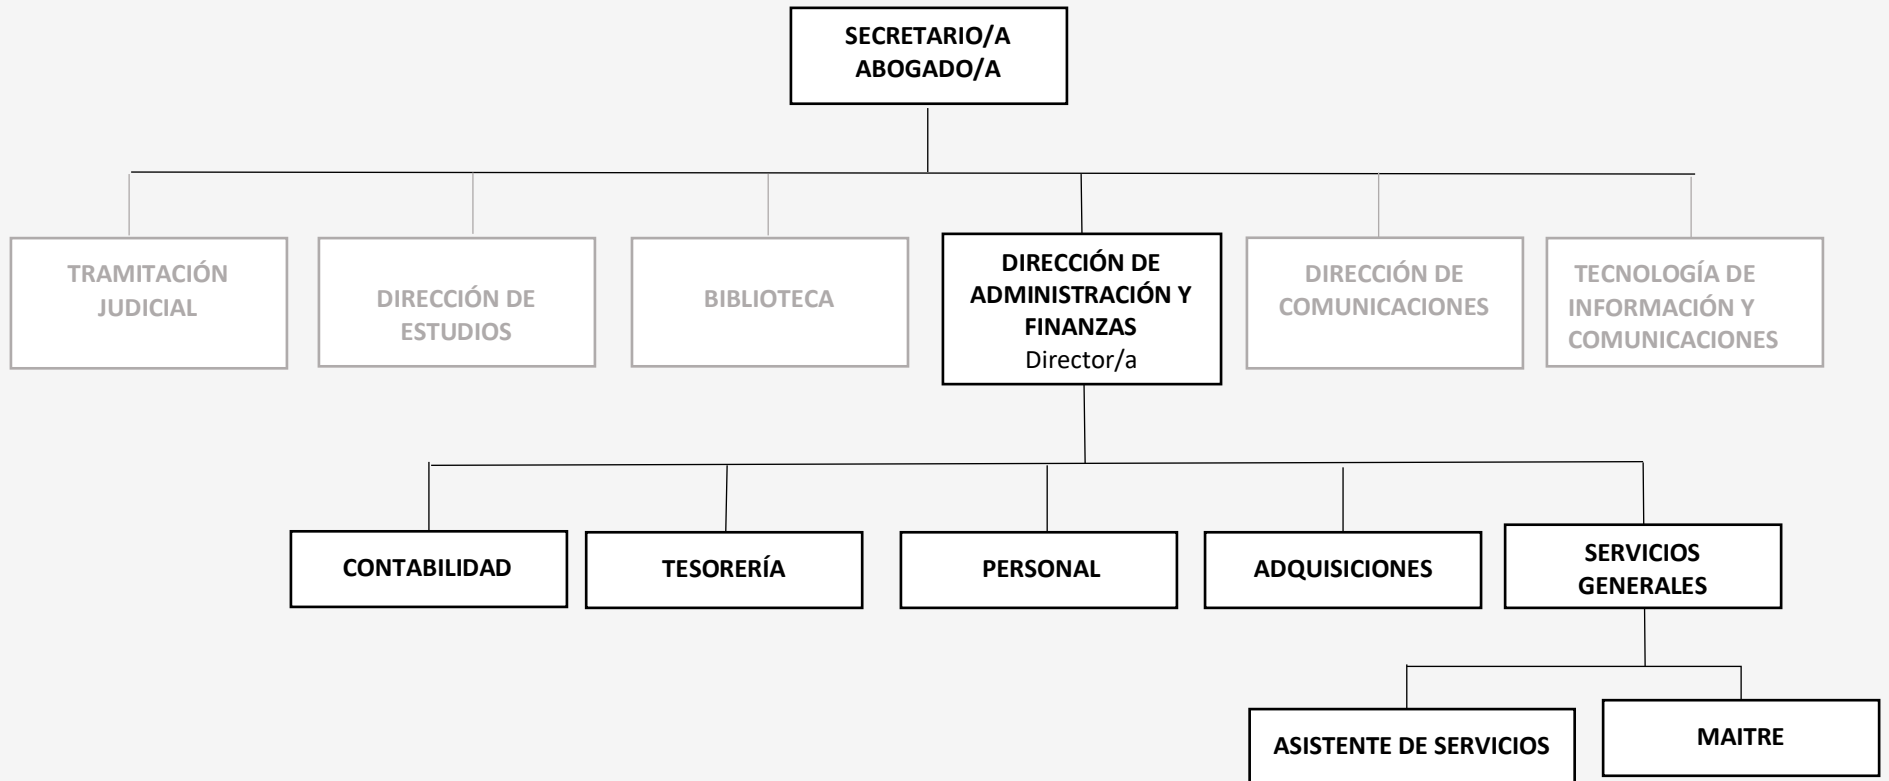 SECRETARIO/A
ABOGADO/A
TRAMITACIÓN
JUDICIAL
DIRECCIÓN DE
ESTUDIOS
BIBLIOTECA
DIRECCIÓN DE
ADMINISTRACIÓN Y
FINANZAS
Director/a
DIRECCIÓN DE
COMUNICACIONES
TECNOLOGÍA DE
INFORMACIÓN Y
COMUNICACIONES
CONTABILIDAD
TESORERÍA
PERSONAL
ADQUISICIONES
SERVICIOS
GENERALES
ASISTENTE DE SERVICIOS
MAITRE